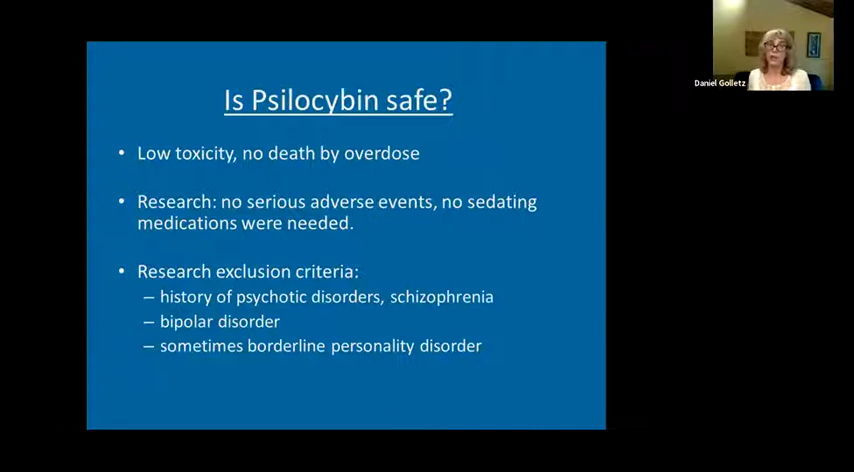 Is Psilocybin safe?
• Low toxicity, no death by overdose
• Research: no serious adverse events, no sedating
medications were needed.
• Research exclusion criteria:
– history of psychotic disorders, schizophrenia
– bipolar disorder
– sometimes borderline personality disorder
Daniel Golletz